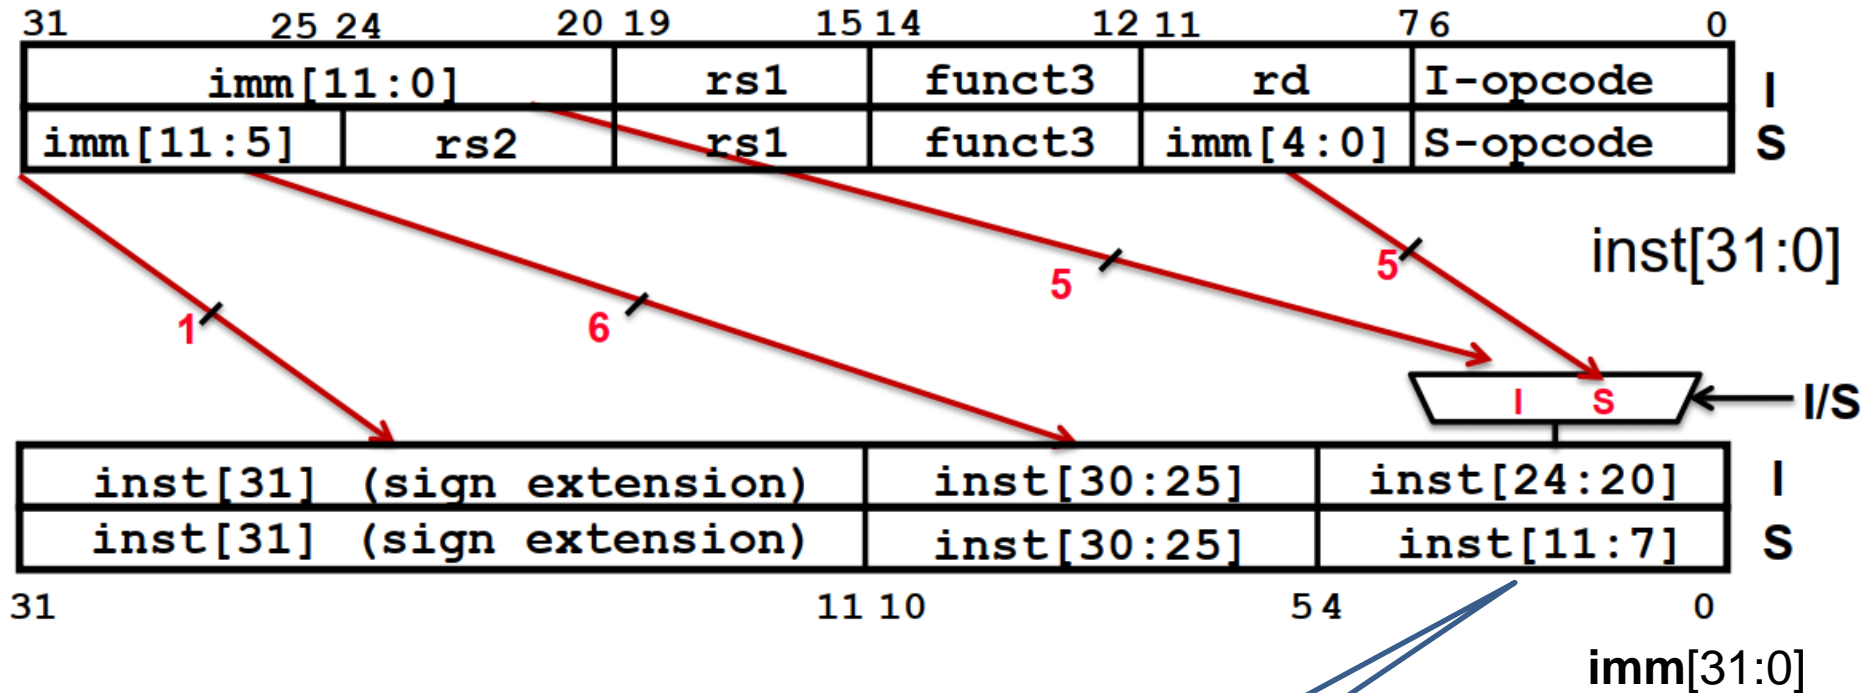 31 25 24 20 19 15 14 12 11 7 6 0
imm[11:0] rs1 funct3 rd I-opcode I
imm[11:5] rs2 rs1 funct3 imm[4:0] S-opcode S
inst[31:0]
1 6 5 5
I S I/S
inst[31] (sign extension) inst[30:25] inst[24:20] I
inst[31] (sign extension) inst[30:25] inst[11:7] S
31 11 10 5 4 0
imm[31:0]